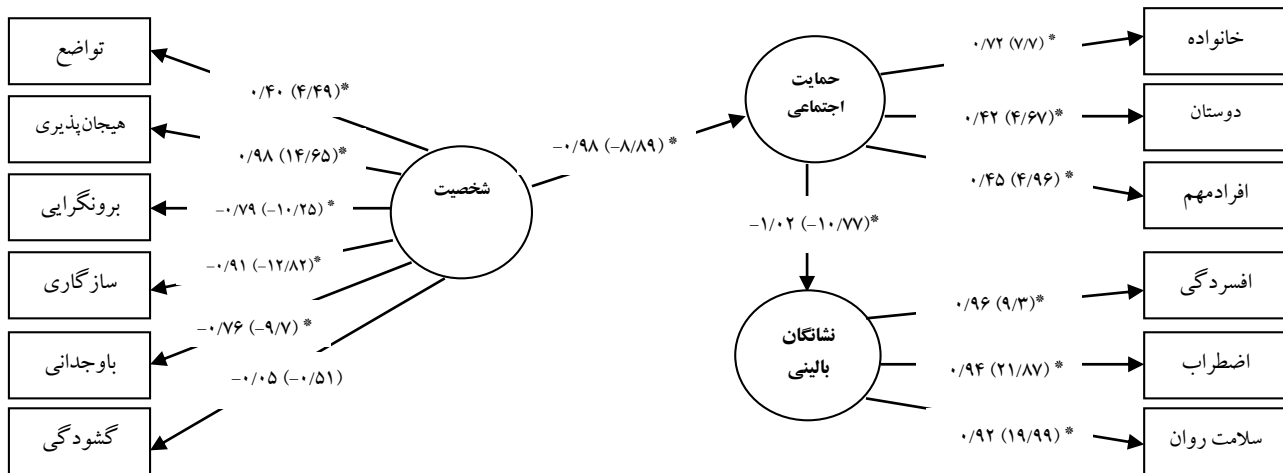 تواضع
هیجان‌پذیری
برونگرایی
سازگاری
باوجدانی
گشودگی
۰/۴۰ (۴/۴۹)*
۰/۹۸ (۱۴/۶۵)*
−۰/۷۹ (−۱۰/۲۵) *
−۰/۹۱ (−۱۲/۸۲)*
−۰/۷۶ (−۹/۷) *
−۰/۰۵ (−۰/۵۱)
شخصیت
−۰/۹۸ (−۸/۸۹) *
حمایت
اجتماعی
−۱/۰۲ (−۱۰/۷۷)*
نشانگان
بالینی
۰/۷۲ (۷/۷) *
۰/۴۲ (۴/۶۷) *
۰/۴۵ (۴/۹۶) *
۰/۹۶ (۹/۳)*
۰/۹۴ (۲۱/۸۷) *
۰/۹۲ (۱۹/۹۹) *
خانواده
دوستان
افرادمهم
افسردگی
اضطراب
سلامت روان